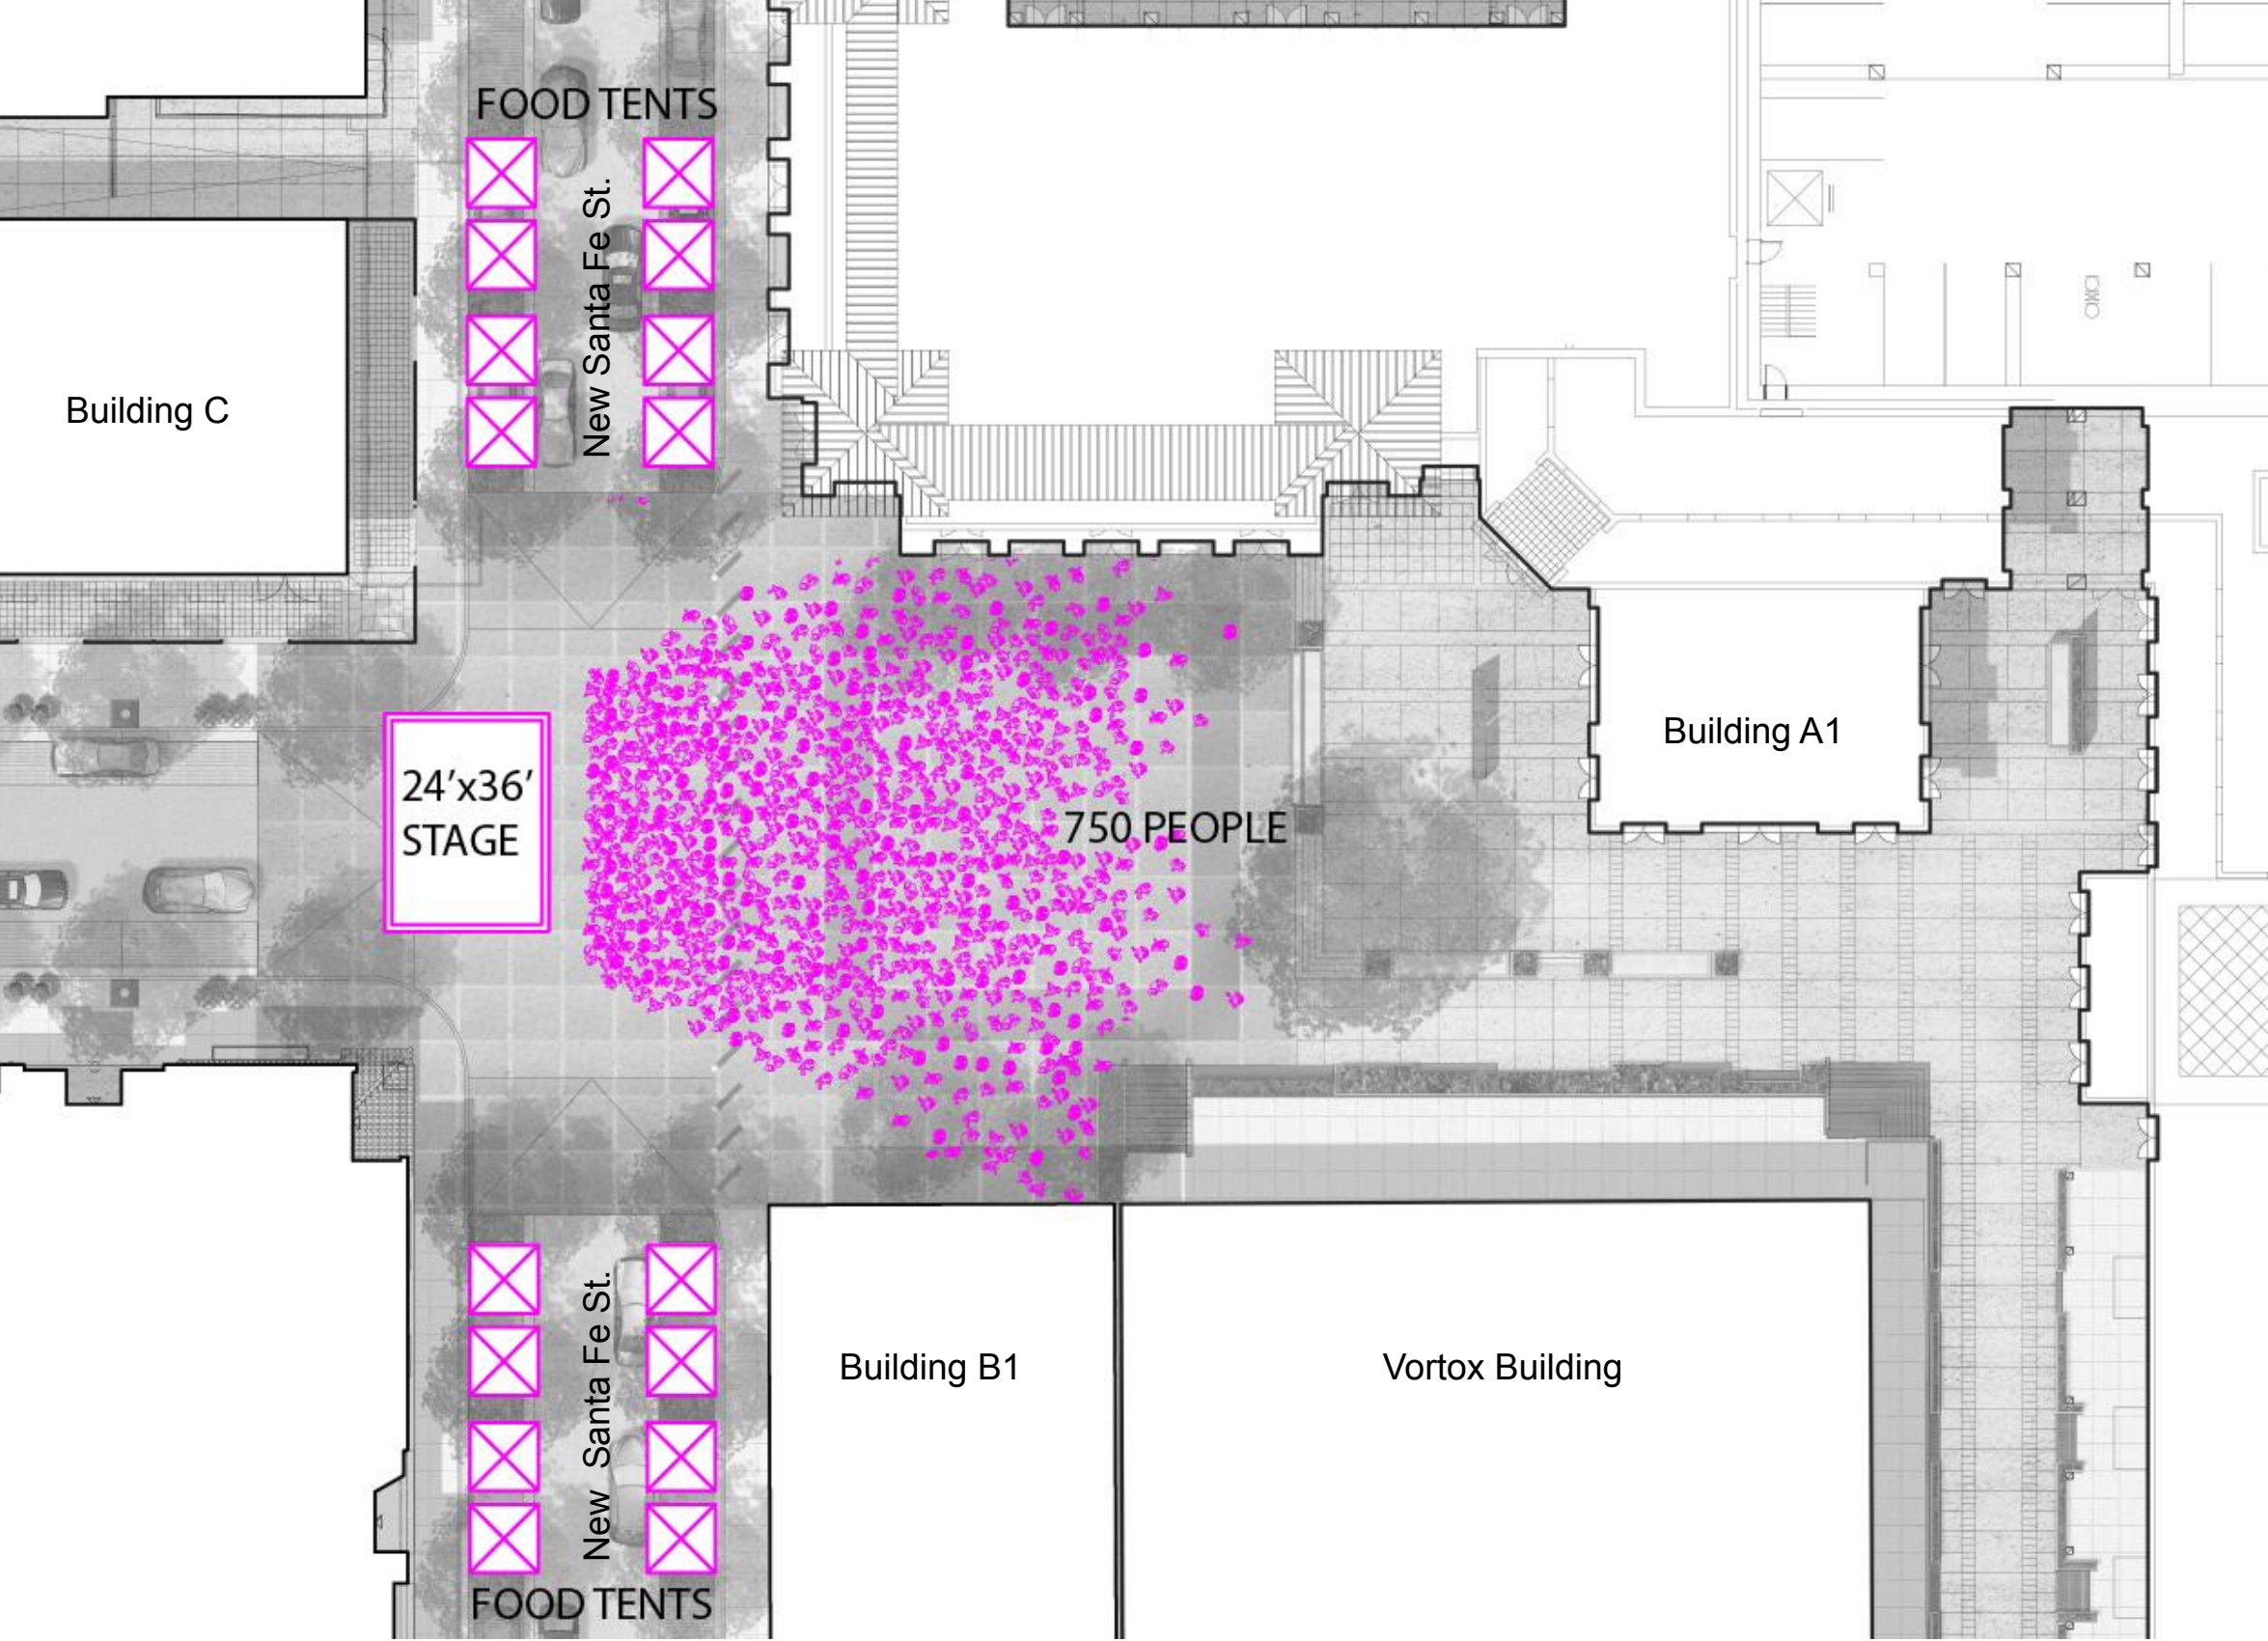 FOOD TENTS
New Santa Fe St.
Building C
Building A1
24’x36’
STAGE
750 PEOPLE
Building B1
Vortox Building
New Santa Fe St.
FOOD TENTS